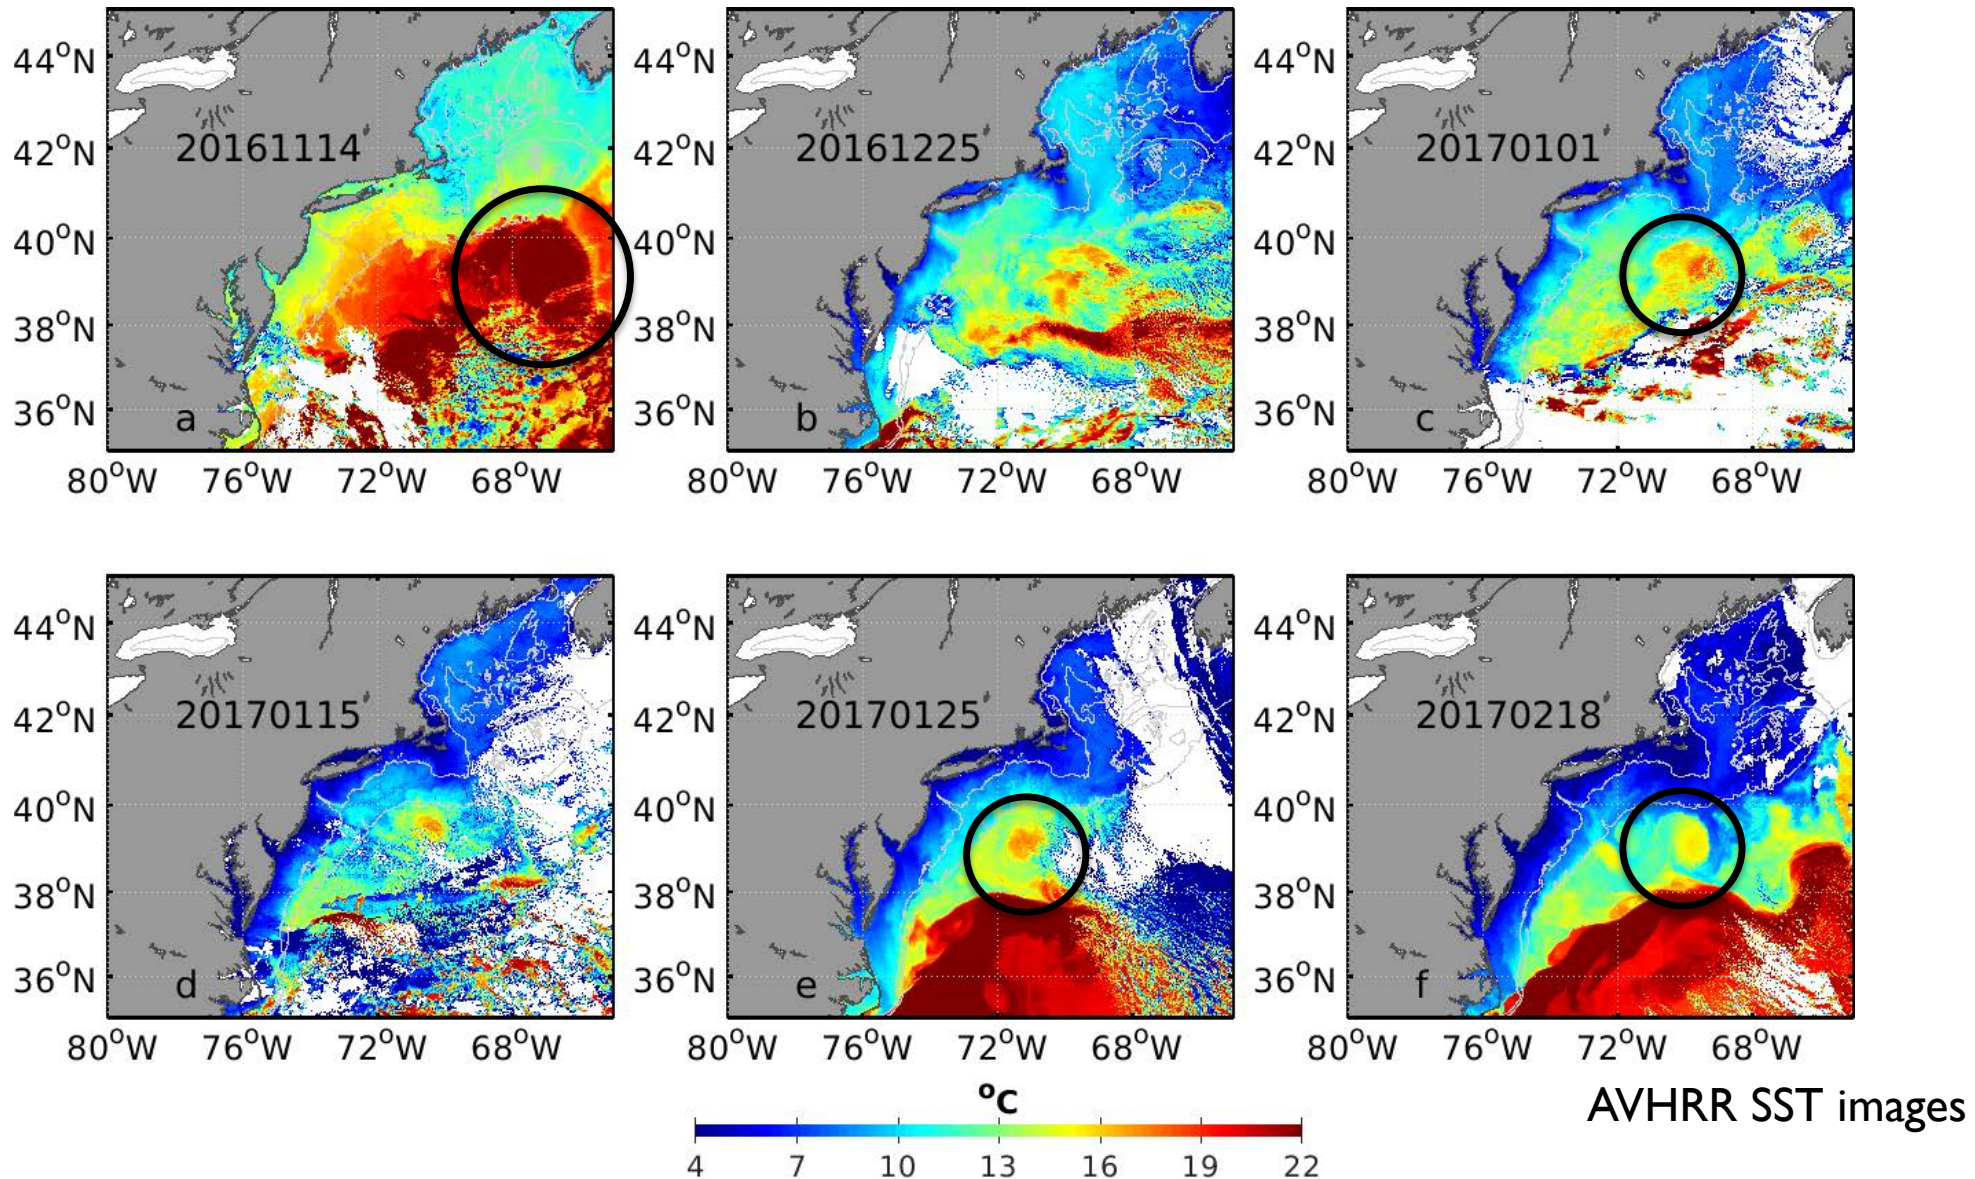 44°N
42°N
40°N
38°N
36°N
20161114
a
80°W 76°W 72°W 68°W
44°N
42°N
40°N
38°N
36°N
20161225
b
80°W 76°W 72°W 68°W
44°N
42°N
40°N
38°N
36°N
20170101
c
80°W 76°W 72°W 68°W
44°N
42°N
40°N
38°N
36°N
20170115
d
80°W 76°W 72°W 68°W
44°N
42°N
40°N
38°N
36°N
20170125
e
80°W 76°W 72°W 68°W
44°N
42°N
40°N
38°N
36°N
20170218
f
80°W 76°W 72°W 68°W
°C
4 7 10 13 16 19 22
AVHRR SST images